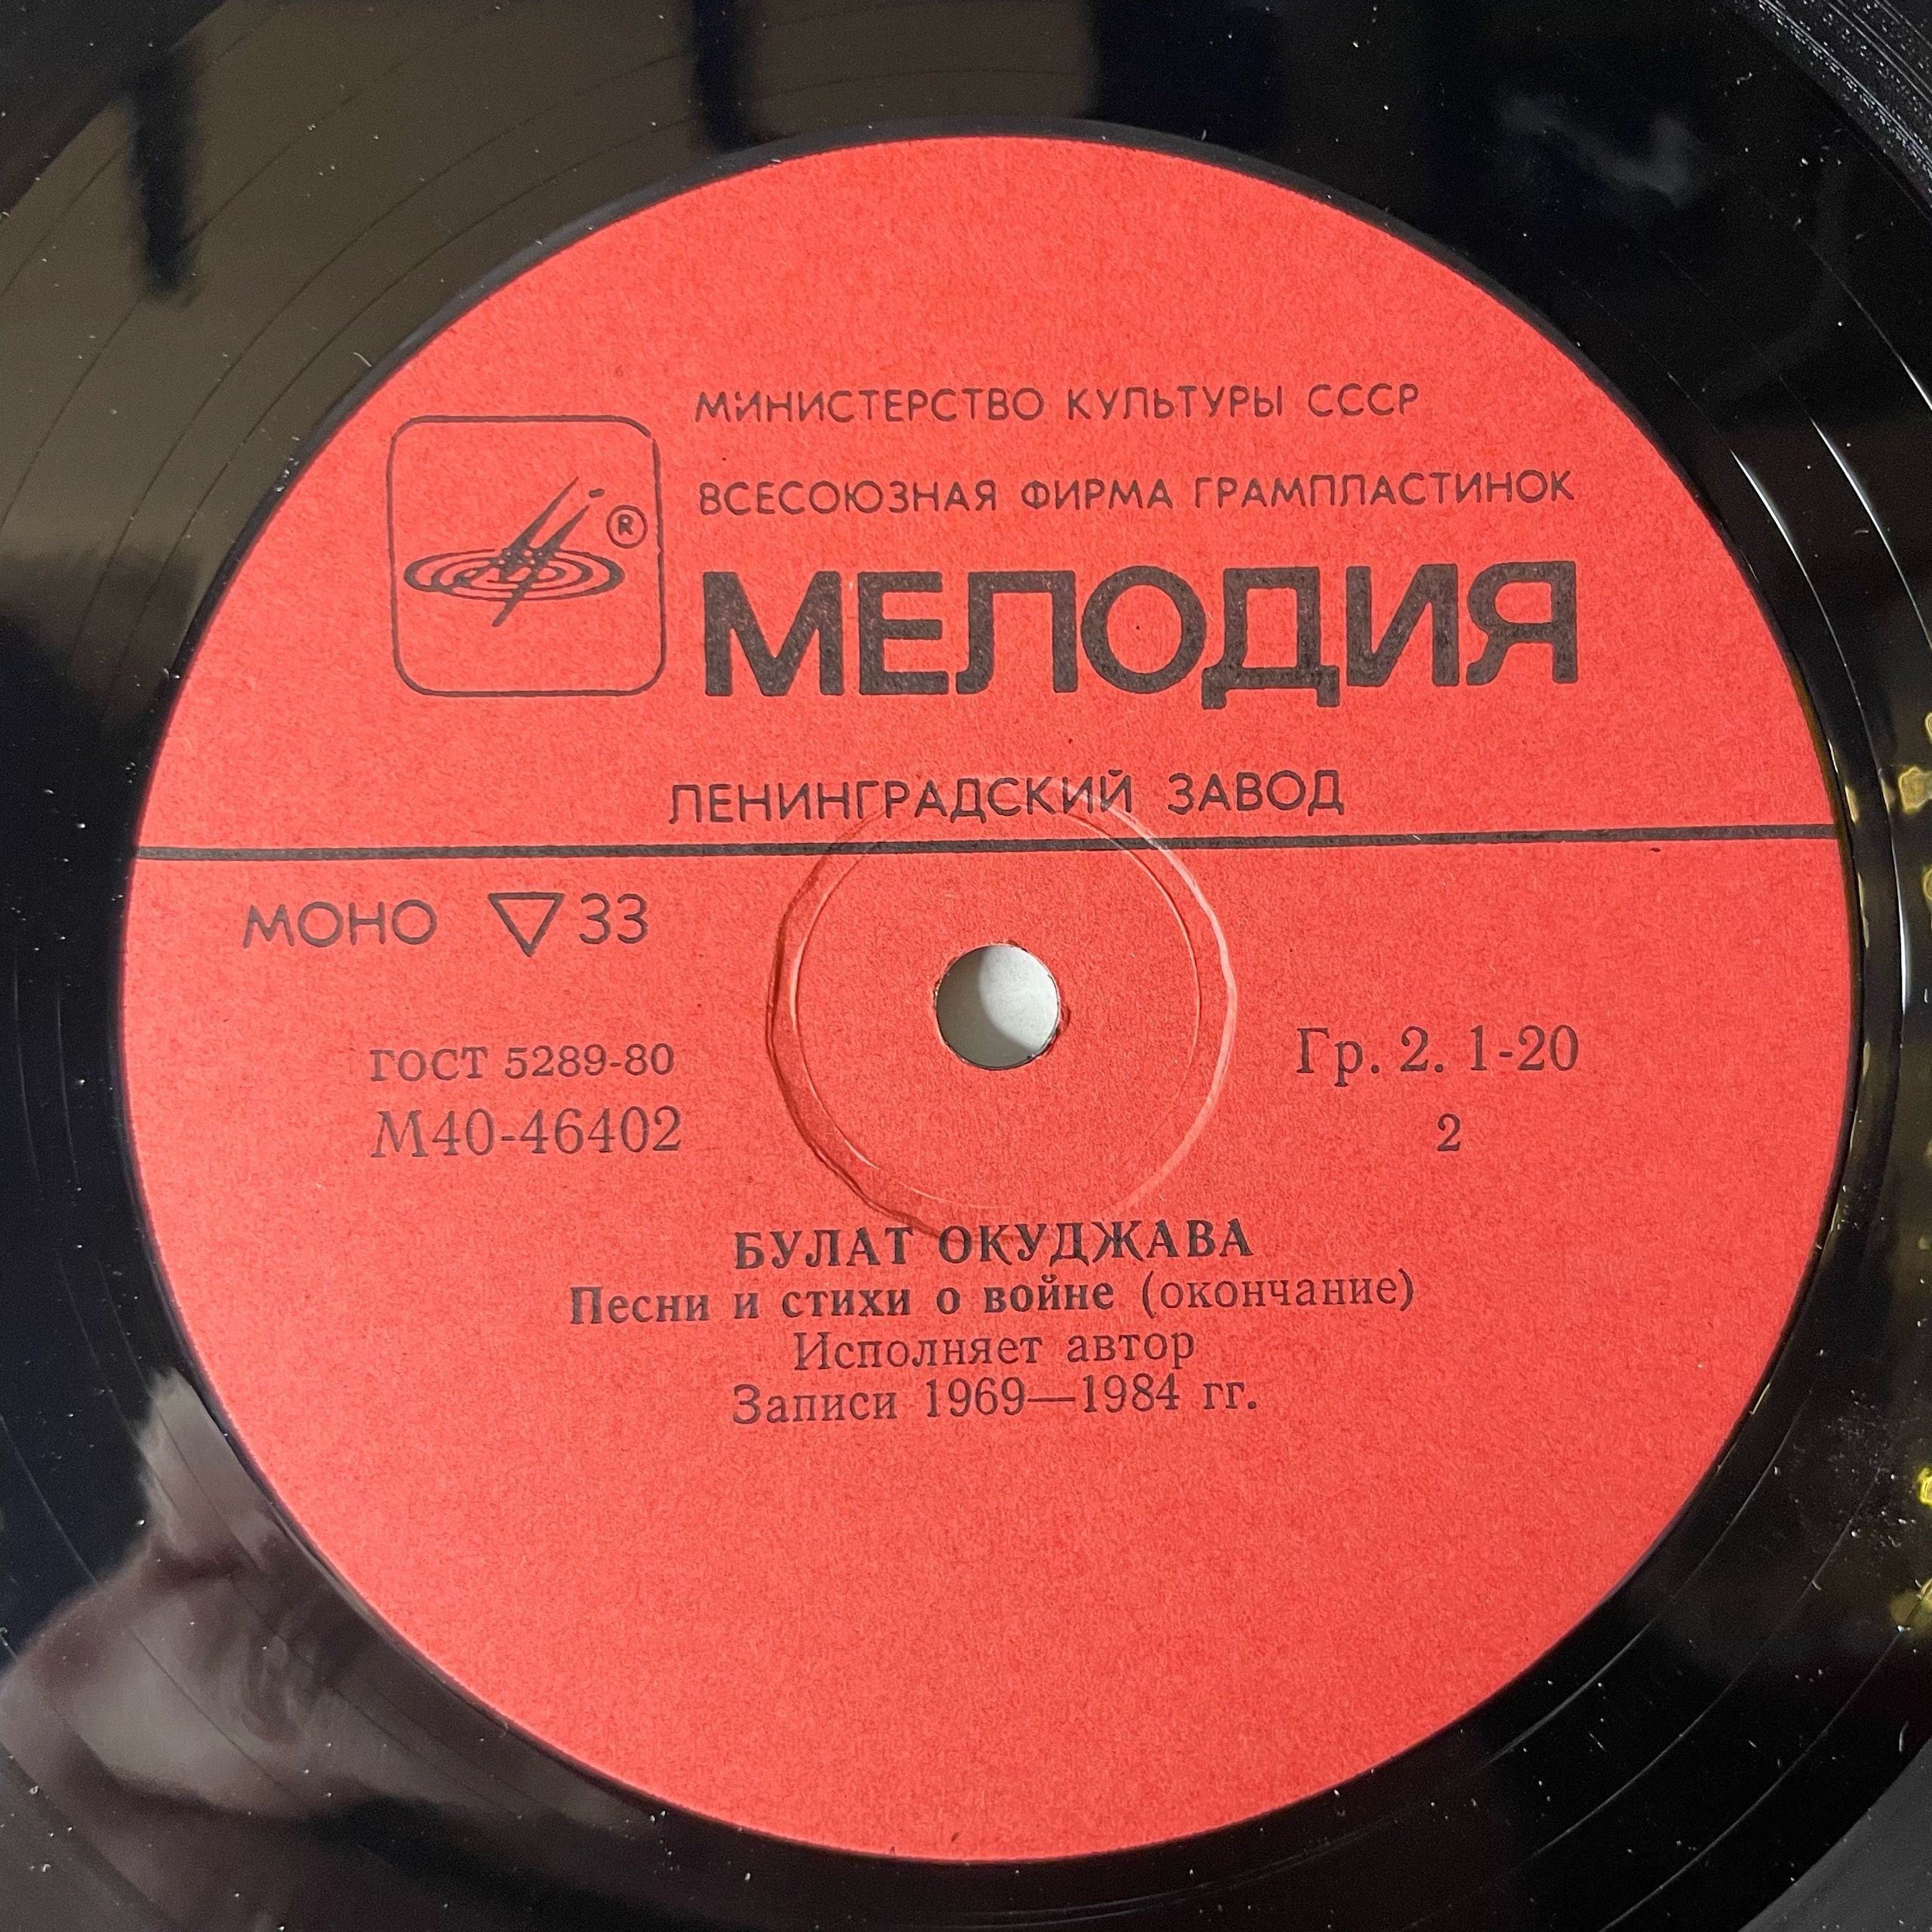 МИНИСТЕРСТВО КУЛЬТУРЫ СССР
ВСЕСОЮЗНАЯ ФИРМА ГРАМПЛАСТИНОК
®
МЕЛОДИЯ
ЛЕНИНГРАДСКИЙ ЗАВОД
МОНО ▽33
ГОСТ 5289-80
Гр. 2. 1-20
М40-46402
2
БУЛАТ ОКУДЖАВА
Песни и стихи о войне (окончание)
Исполняет автор
Записи 1969—1984 гг.